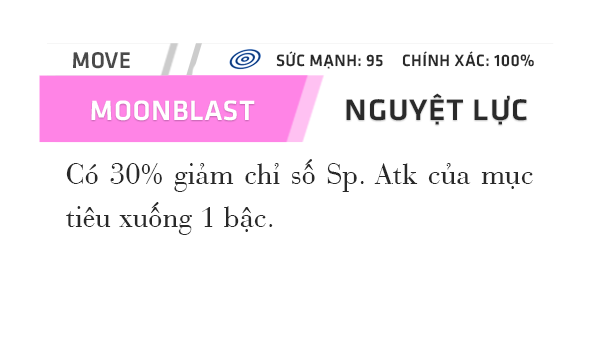 MOVE SỨC MẠNH: 95 CHÍNH XÁC: 100%
MOONBLAST NGUYỆT LỰC
Có 30% giảm chỉ số Sp. Atk của mục
tiêu xuống 1 bậc.